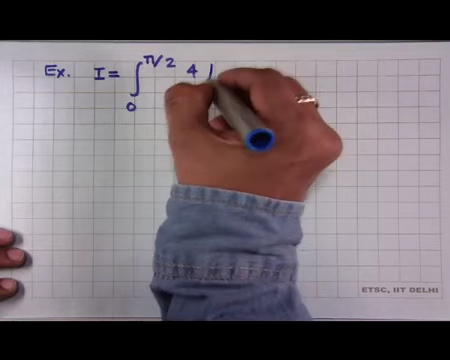 Ex. I = ∫₀^π/2 4
ETSC, IIT DELHI